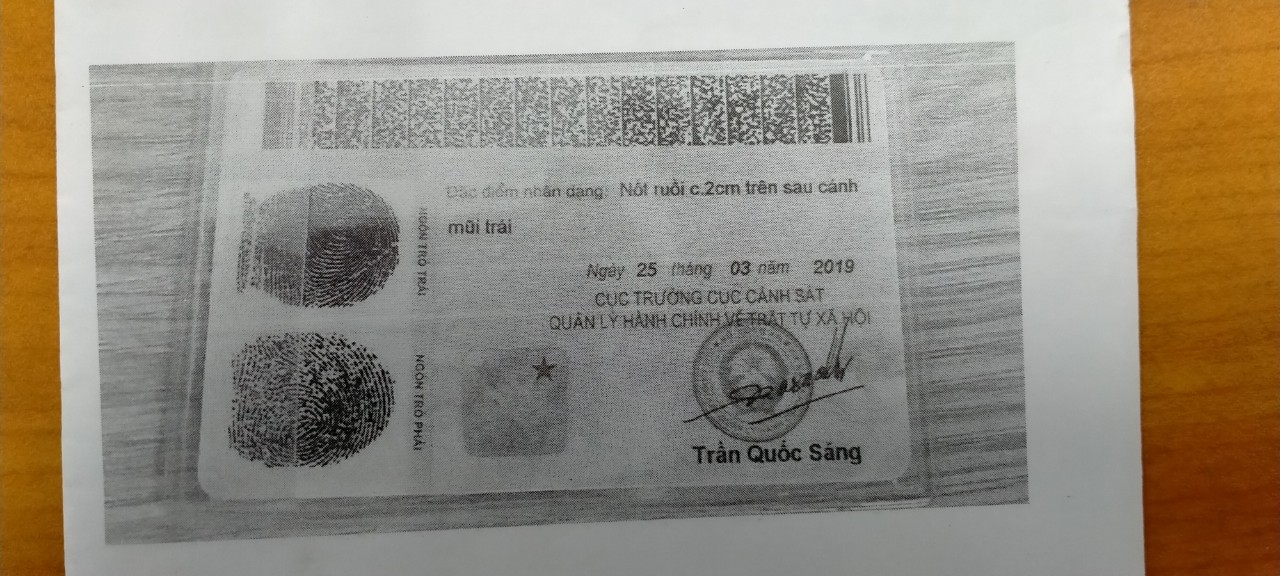 Đặc điểm nhân dạng: Nốt ruồi c.2cm trên sau cánh
mũi trái
NGÓN TRỎ TRÁI
Ngày 25 tháng 03 năm 2019
CỤC TRƯỞNG CỤC CẢNH SÁT
QUẢN LÝ HÀNH CHÍNH VỀ TRẬT TỰ XÃ HỘI
NGÓN TRỎ PHẢI
Trần Quốc Sáng